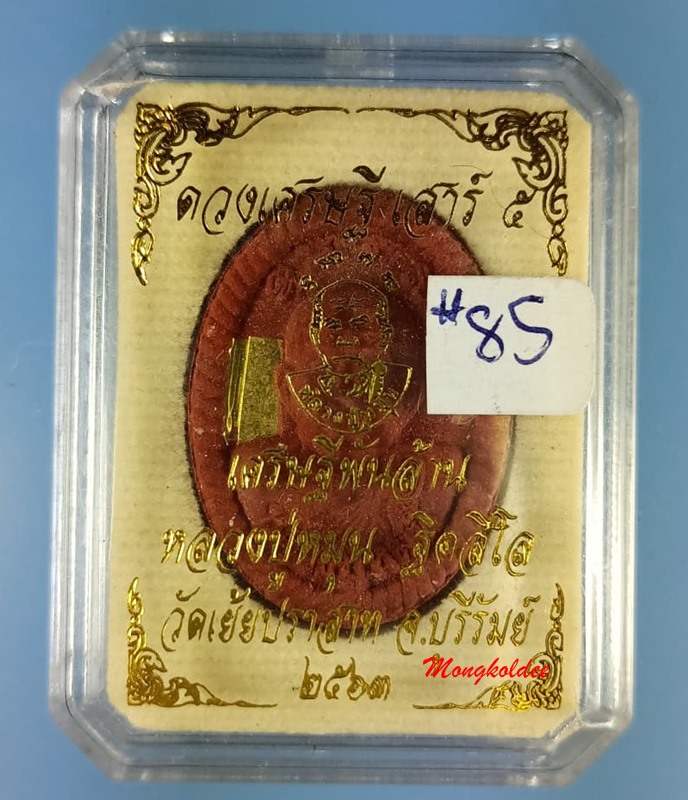 ดวงเศรษฐี เสาร์ ๕
#85
เศรษฐีพันล้าน
หลวงปู่หมุน ฐิตสีโล
วัดเย้ยปราสาท จ.บุรีรัมย์
๒๕๖๓
Mongkoldee